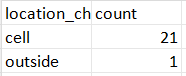 location_ch count
cell 21
outside 1